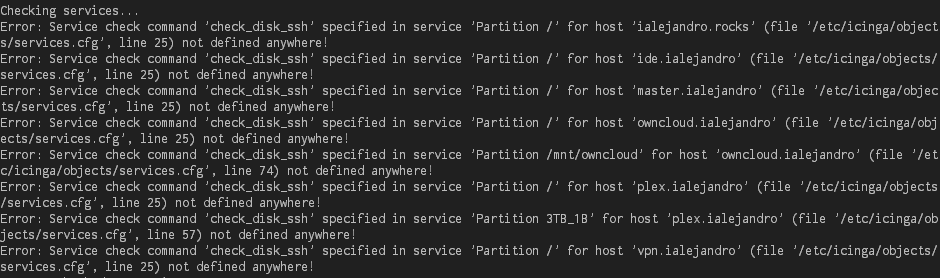 Checking services...
Error: Service check command 'check_disk_ssh' specified in service 'Partition /' for host 'ialejandro.rocks' (file '/etc/icinga/object
s/services.cfg', line 25) not defined anywhere!
Error: Service check command 'check_disk_ssh' specified in service 'Partition /' for host 'ide.ialejandro' (file '/etc/icinga/objects/
services.cfg', line 25) not defined anywhere!
Error: Service check command 'check_disk_ssh' specified in service 'Partition /' for host 'master.ialejandro' (file '/etc/icinga/objec
ts/services.cfg', line 25) not defined anywhere!
Error: Service check command 'check_disk_ssh' specified in service 'Partition /' for host 'owncloud.ialejandro' (file '/etc/icinga/obj
ects/services.cfg', line 25) not defined anywhere!
Error: Service check command 'check_disk_ssh' specified in service 'Partition /mnt/owncloud' for host 'owncloud.ialejandro' (file '/et
c/icinga/objects/services.cfg', line 74) not defined anywhere!
Error: Service check command 'check_disk_ssh' specified in service 'Partition /' for host 'plex.ialejandro' (file '/etc/icinga/objects
/services.cfg', line 25) not defined anywhere!
Error: Service check command 'check_disk_ssh' specified in service 'Partition 3TB_1B' for host 'plex.ialejandro' (file '/etc/icinga/ob
jects/services.cfg', line 57) not defined anywhere!
Error: Service check command 'check_disk_ssh' specified in service 'Partition /' for host 'vpn.ialejandro' (file '/etc/icinga/objects/
services.cfg', line 25) not defined anywhere!